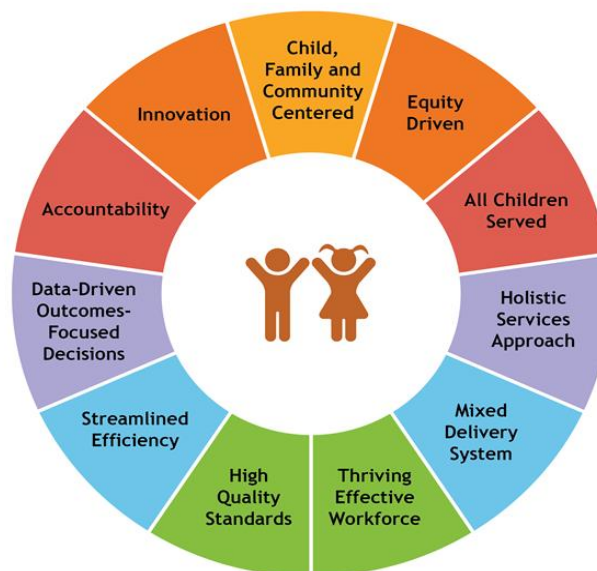 Child,
Family and
Community
Centered
Equity
Driven
All Children
Served
Holistic
Services
Approach
Mixed
Delivery
System
Thriving
Effective
Workforce
High
Quality
Standards
Streamlined
Efficiency
Data-Driven
Outcomes-
Focused
Decisions
Accountability
Innovation